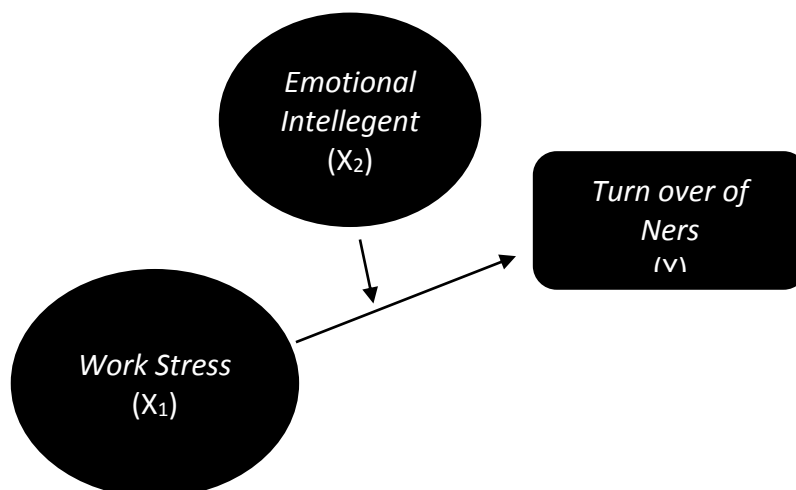 Emotional
Intellegent
(X₂)
Turn over of
Ners
(Y)
Work Stress
(X₁)